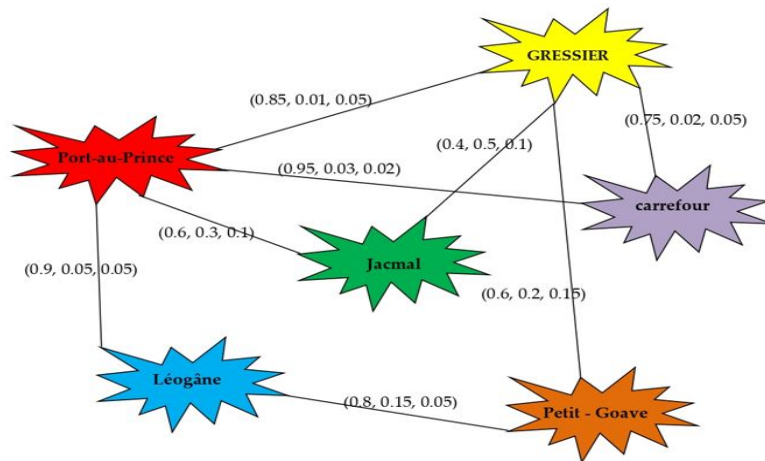 GRESSIER
(0.85, 0.01, 0.05)
(0.75, 0.02, 0.05)
(0.4, 0.5, 0.1)
Port-au-Prince
(0.95, 0.03, 0.02)
carrefour
(0.6, 0.3, 0.1)
Jacmal
(0.9, 0.05, 0.05)
(0.6, 0.2, 0.15)
Léogâne
(0.8, 0.15, 0.05)
Petit - Goave